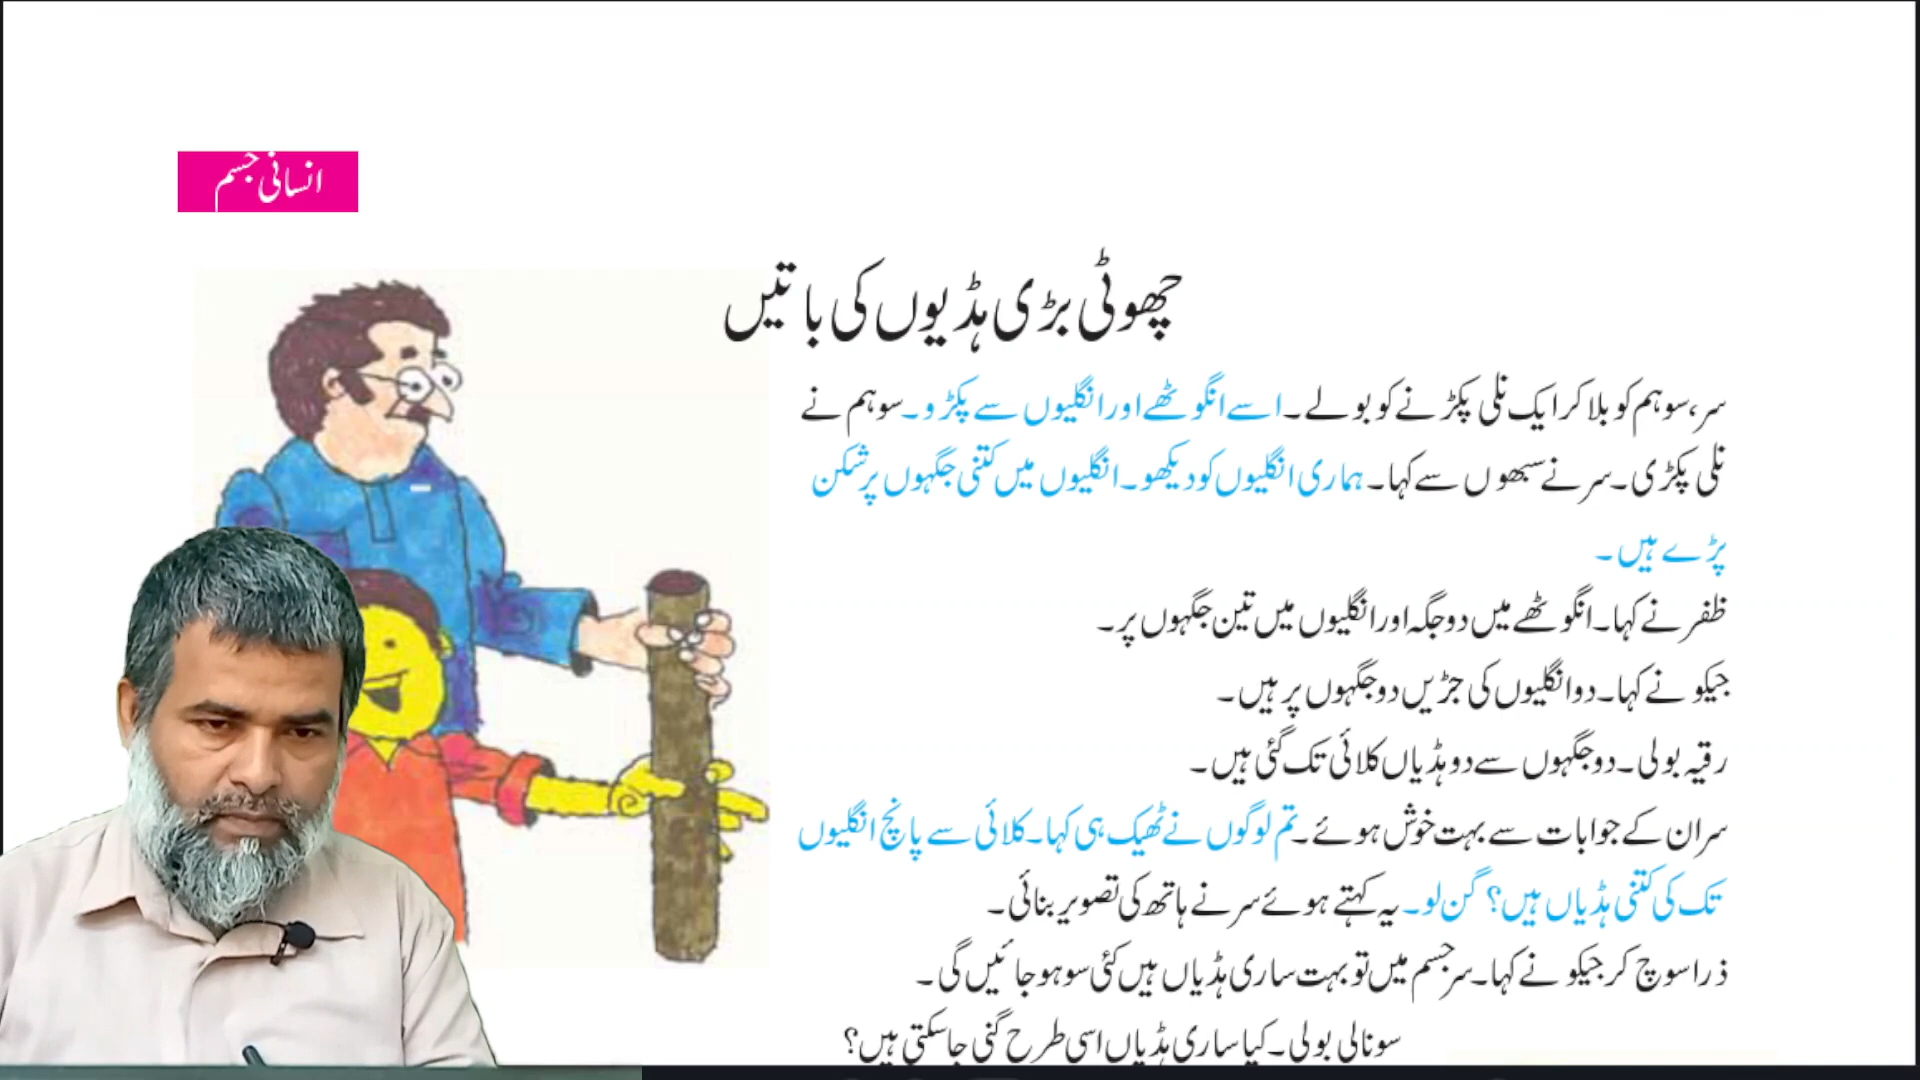 انسانی جسم
چھوٹی بڑی ہڈیوں کی باتیں
سر، سوہم کو بلا کر ایک نلی پکڑنے کو بولے۔ اسے انگوٹھے اور انگلیوں سے پکڑو۔ سوہم نے
نلی پکڑی۔ سر نے سبھوں سے کہا۔ ہماری انگلیوں کو دیکھو۔ انگلیوں میں کتنی جگہوں پر شکن
پڑے ہیں۔
ظفر نے کہا۔ انگوٹھے میں دو جگہ اور انگلیوں میں تین جگہوں پر۔
جیکو نے کہا۔ دو انگلیوں کی جڑیں دو جگہوں پر ہیں۔
رقیہ بولی۔ دو جگہوں سے دو ہڈیاں کلائی تک گئی ہیں۔
سر ان کے جوابات سے بہت خوش ہوئے۔ تم لوگوں نے ٹھیک ہی کہا۔ کلائی سے پانچ انگلیوں
تک کی کتنی ہڈیاں ہیں؟ گن لو۔ یہ کہتے ہوئے سر نے ہاتھ کی تصویر بنائی۔
ذرا سوچ کر جیکو نے کہا۔ سر جسم میں تو بہت ساری ہڈیاں ہیں کئی سو ہو جائیں گی۔
سونالی بولی۔ کیا ساری ہڈیاں اسی طرح گنی جا سکتی ہیں؟